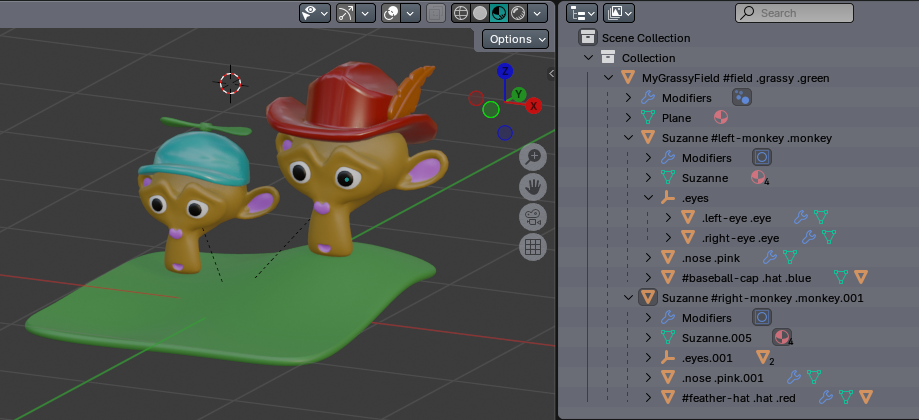 Search
Options
Z
Y
X
Scene Collection
Collection
MyGrassyField #field .grassy .green
Modifiers
Plane
Suzanne #left-monkey .monkey
Modifiers
Suzanne 4
.eyes
.left-eye .eye
.right-eye .eye
.nose .pink
#baseball-cap .hat .blue
Suzanne #right-monkey .monkey.001
Modifiers
Suzanne.005 4
.eyes.001 2
.nose .pink.001
#feather-hat .hat .red